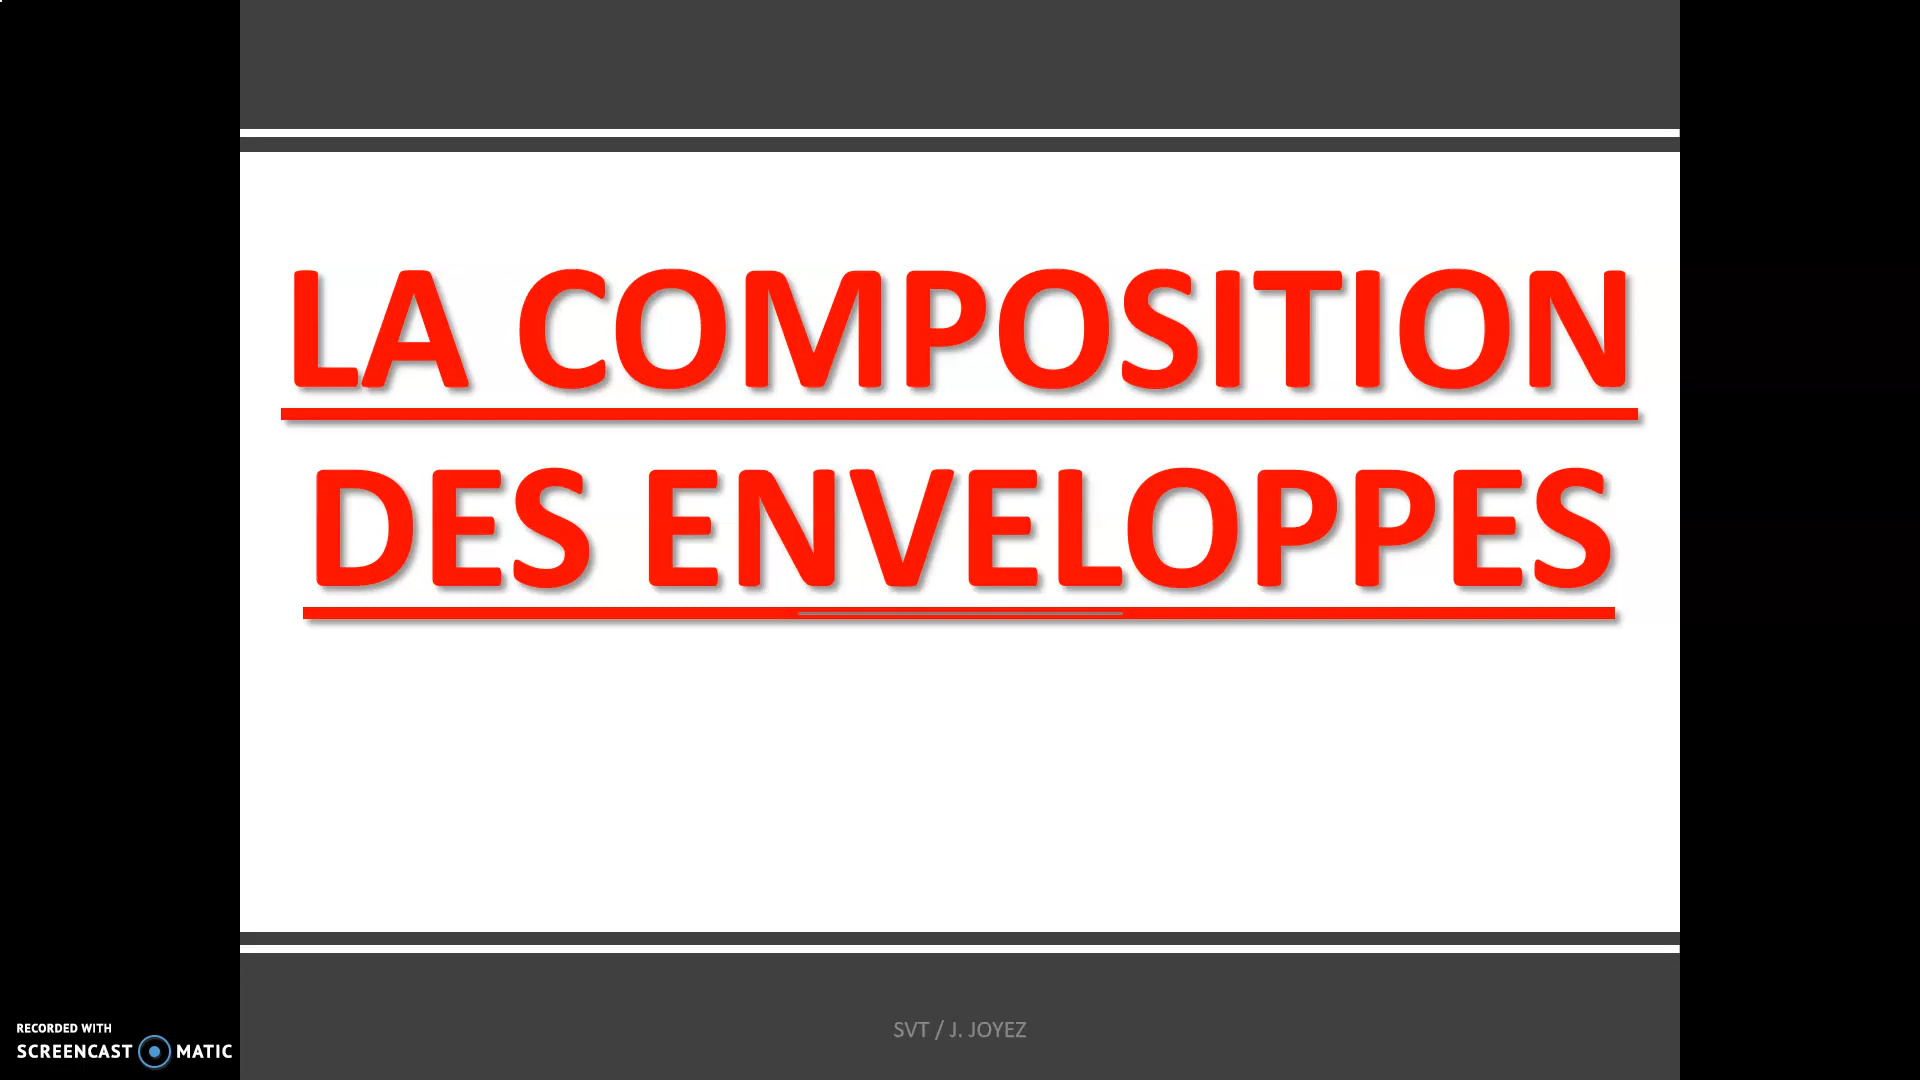 LA COMPOSITION
DES ENVELOPPES
SVT / J. JOYEZ
RECORDED WITH
SCREENCAST MATIC